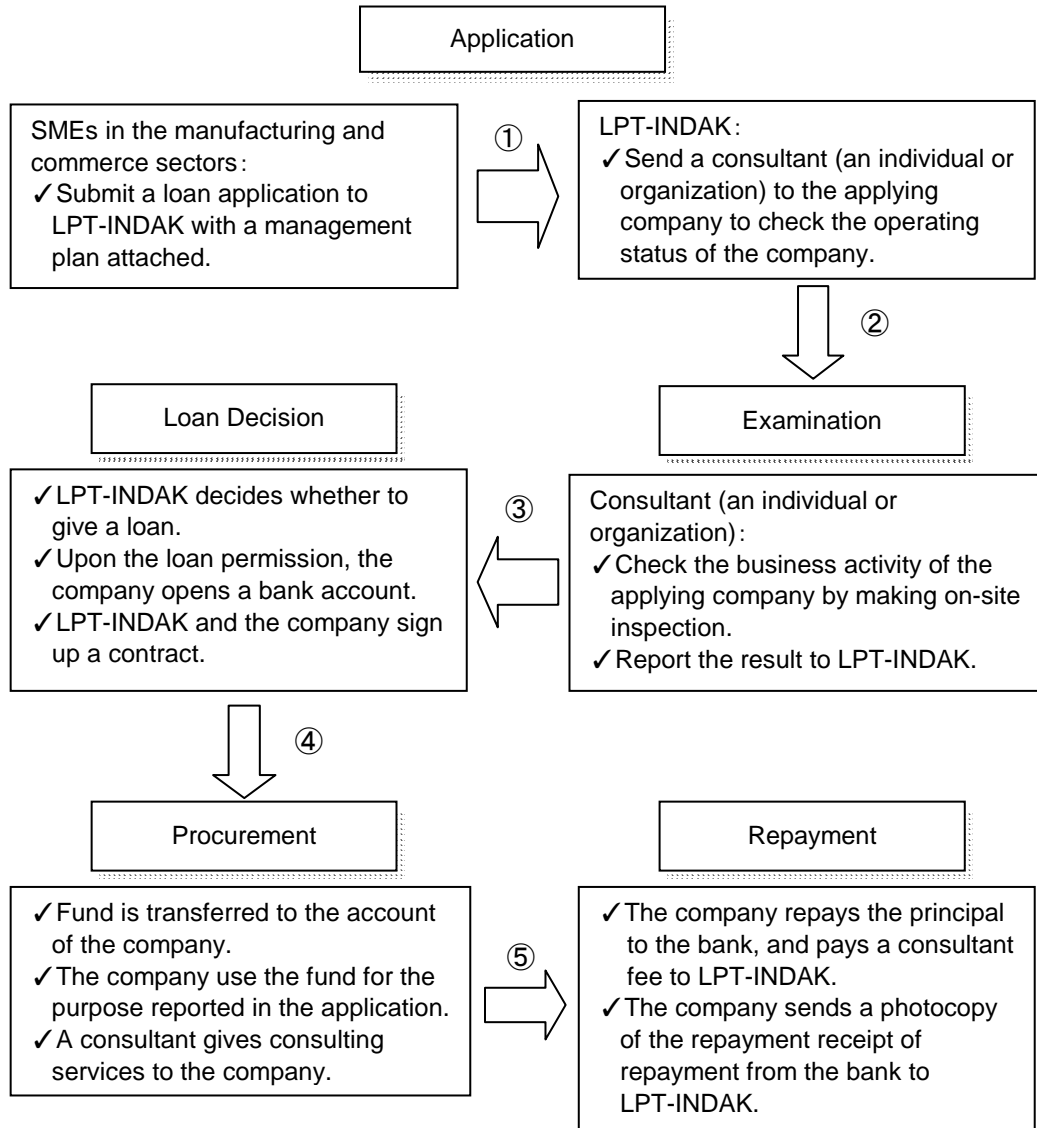 Application
SMEs in the manufacturing and
commerce sectors:
✓Submit a loan application to
LPT-INDAK with a management
plan attached.
①
LPT-INDAK:
✓Send a consultant (an individual or
organization) to the applying
company to check the operating
status of the company.
②
Examination
Consultant (an individual or
organization):
✓Check the business activity of the
applying company by making on-site
inspection.
✓Report the result to LPT-INDAK.
③
Loan Decision
✓LPT-INDAK decides whether to
give a loan.
✓Upon the loan permission, the
company opens a bank account.
✓LPT-INDAK and the company sign
up a contract.
④
Procurement
✓Fund is transferred to the account
of the company.
✓The company use the fund for the
purpose reported in the application.
✓A consultant gives consulting
services to the company.
⑤
Repayment
✓The company repays the principal
to the bank, and pays a consultant
fee to LPT-INDAK.
✓The company sends a photocopy
of the repayment receipt of
repayment from the bank to
LPT-INDAK.